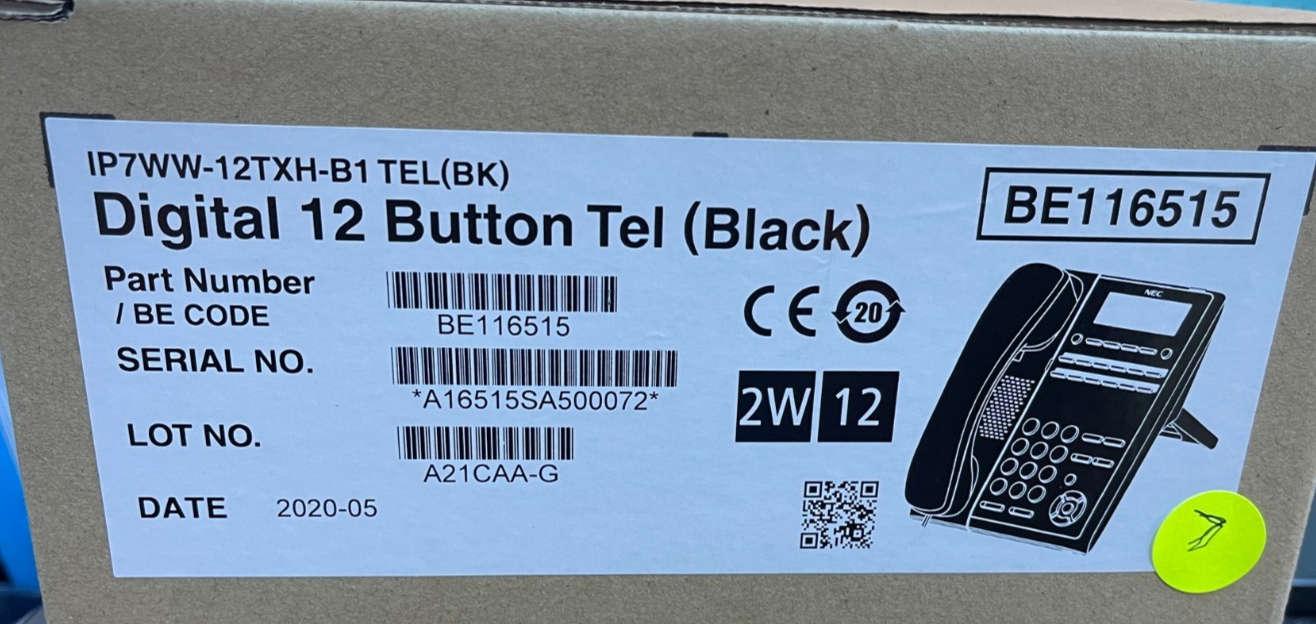 IP7WW-12TXH-B1 TEL(BK)
Digital 12 Button Tel (Black)
BE116515
Part Number
/ BE CODE
BE116515
SERIAL NO.
*A16515SA500072*
LOT NO.
A21CAA-G
DATE 2020-05
CE
20
2W 12
NEC